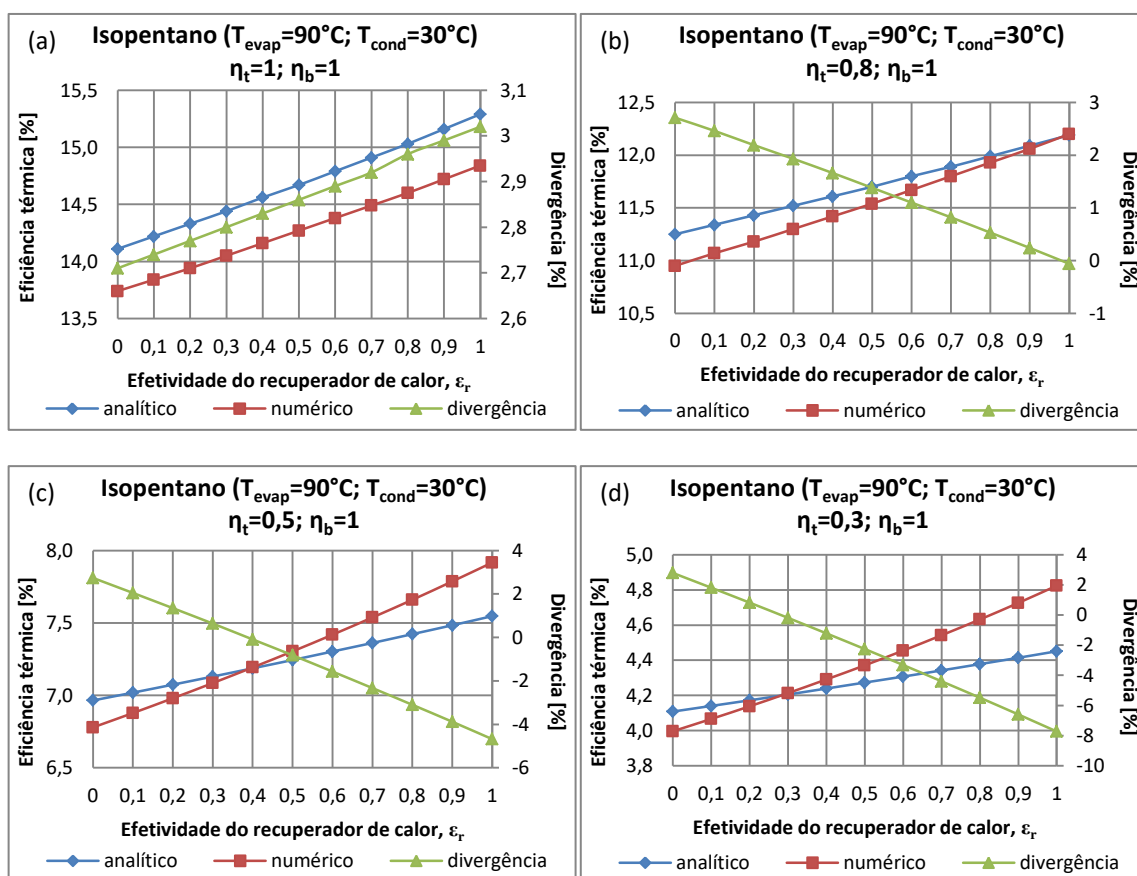 (a) Isopentano (Tevap=90°C; Tcond=30°C)
ηt=1; ηb=1
Eficiência térmica [%]
15,5
15,0
14,5
14,0
13,5
3,1
3
2,9
2,8
2,7
2,6
Divergência [%]
0 0,1 0,2 0,3 0,4 0,5 0,6 0,7 0,8 0,9 1
Efetividade do recuperador de calor, εr
analítico numérico divergência
(b) Isopentano (Tevap=90°C; Tcond=30°C)
ηt=0,8; ηb=1
Eficiência térmica [%]
12,5
12,0
11,5
11,0
10,5
3
2
1
0
-1
Divergência [%]
0 0,1 0,2 0,3 0,4 0,5 0,6 0,7 0,8 0,9 1
Efetividade do recuperador de calor, εr
analítico numérico divergência
(c) Isopentano (Tevap=90°C; Tcond=30°C)
ηt=0,5; ηb=1
Eficiência térmica [%]
8,0
7,5
7,0
6,5
4
2
0
-2
-4
-6
Divergência [%]
0 0,1 0,2 0,3 0,4 0,5 0,6 0,7 0,8 0,9 1
Efetividade do recuperador de calor, εr
analítico numérico divergência
(d) Isopentano (Tevap=90°C; Tcond=30°C)
ηt=0,3; ηb=1
Eficiência térmica [%]
5,0
4,8
4,6
4,4
4,2
4,0
3,8
4
2
0
-2
-4
-6
-8
-10
Divergência [%]
0 0,1 0,2 0,3 0,4 0,5 0,6 0,7 0,8 0,9 1
Efetividade do recuperador de calor, εr
analítico numérico divergência